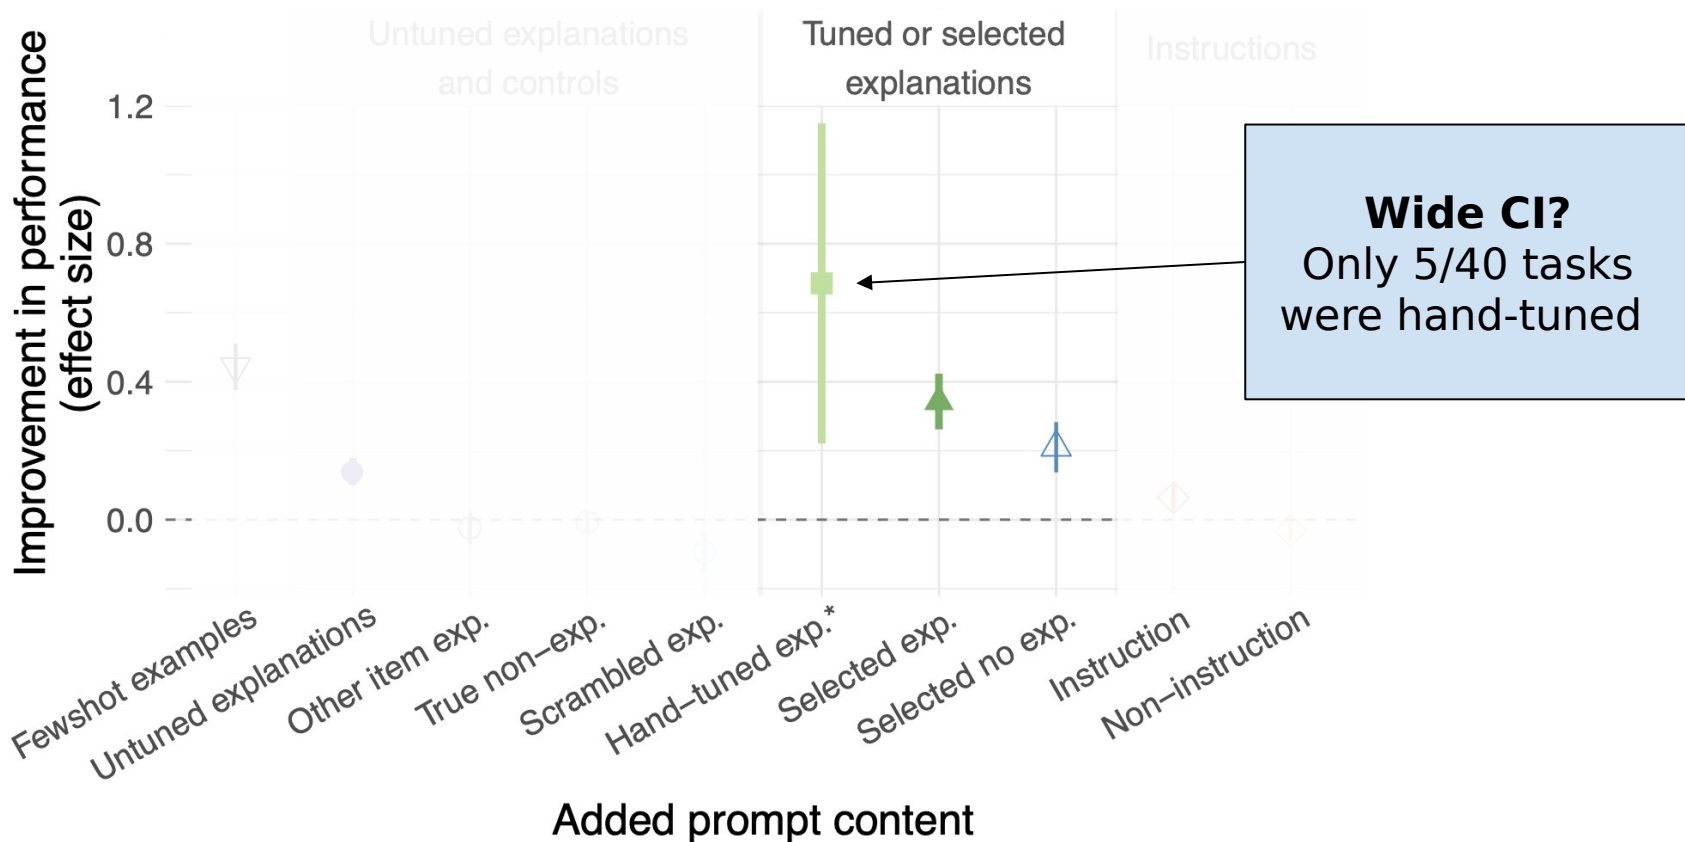 Untuned explanations
and controls
Tuned or selected
explanations
Instructions
Improvement in performance
(effect size)
1.2
0.8
0.4
0.0
Wide CI?
Only 5/40 tasks
were hand-tuned
Fewshot examples
Untuned explanations
Other item exp.
True non−exp.
Scrambled exp.
Hand−tuned exp.*
Selected exp.
Selected no exp.
Instruction
Non−instruction
Added prompt content